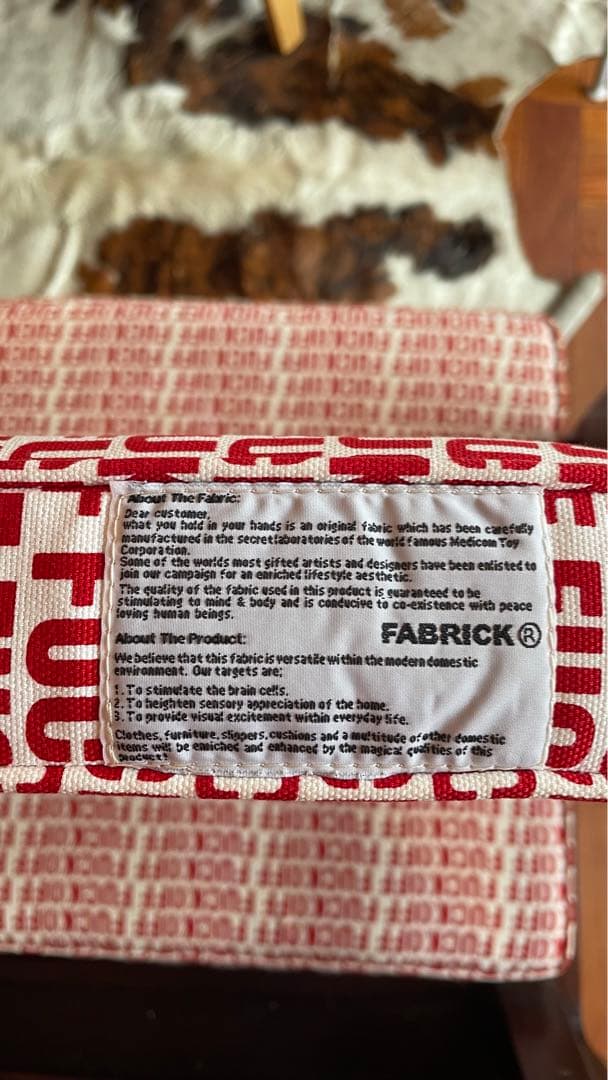 About The Fabric:
Dear customer,
what you hold in your hands is an original fabric which has been carefully
manufactured in the secret laboratories of the world famous Medicom Toy
Corporation.
Some of the worlds most gifted artists and designers have been enlisted to
join our campaign for an enriched lifestyle aesthetic.
The quality of the fabric used in this product is guaranteed to be
stimulating to mind & body and is conducive to co-existence with peace
loving human beings.
FABRICK®
About The Product:
We believe that this fabric is versatile within the modern domestic
environment. Our targets are;
1. To stimulate the brain cells.
2. To heighten sensory appreciation of the home.
3. To provide visual excitement within everyday life.
Clothes, furniture, slippers, cushions and a multitude of other domestic
items will be enriched and enhanced by the magical qualities of this
product!